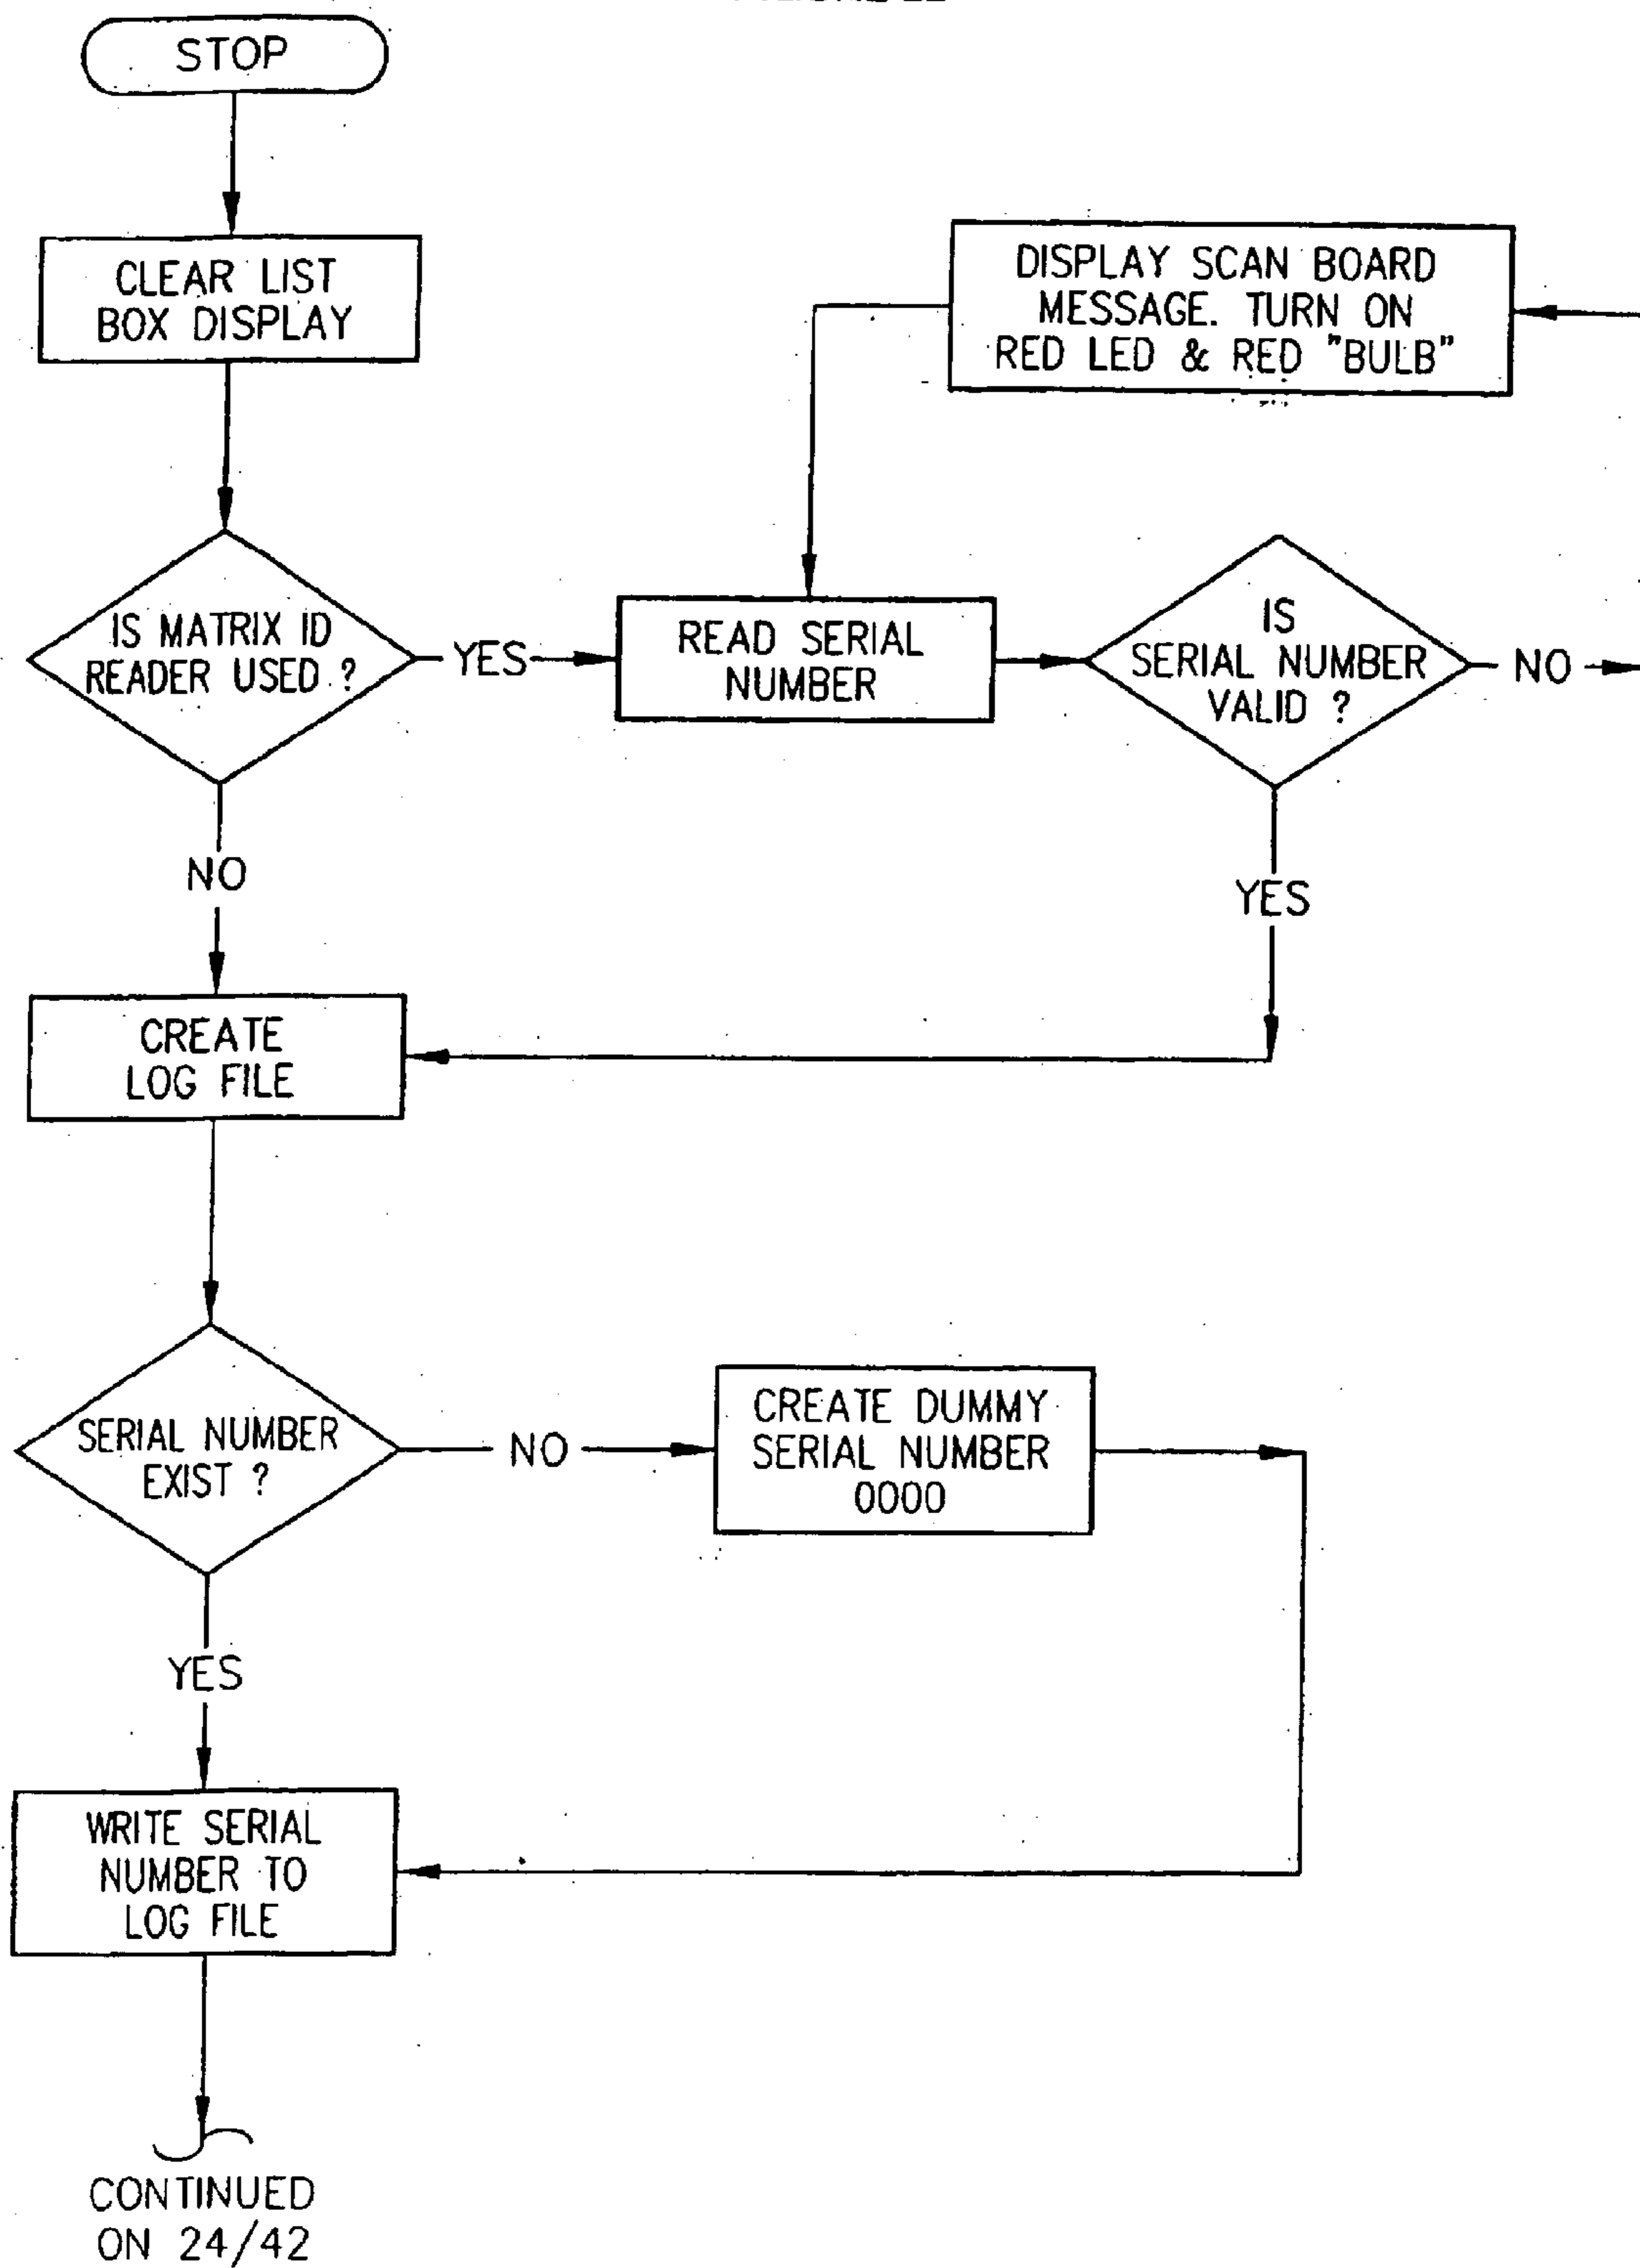 STOP
CLEAR LIST
BOX DISPLAY
DISPLAY SCAN BOARD
MESSAGE. TURN ON
RED LED & RED "BULB"
IS MATRIX ID
READER USED ?
YES
READ SERIAL
NUMBER
IS
SERIAL NUMBER
VALID ?
NO
NO
YES
CREATE
LOG FILE
SERIAL NUMBER
EXIST ?
NO
CREATE DUMMY
SERIAL NUMBER
0000
YES
WRITE SERIAL
NUMBER TO
LOG FILE
CONTINUED
ON 24/42